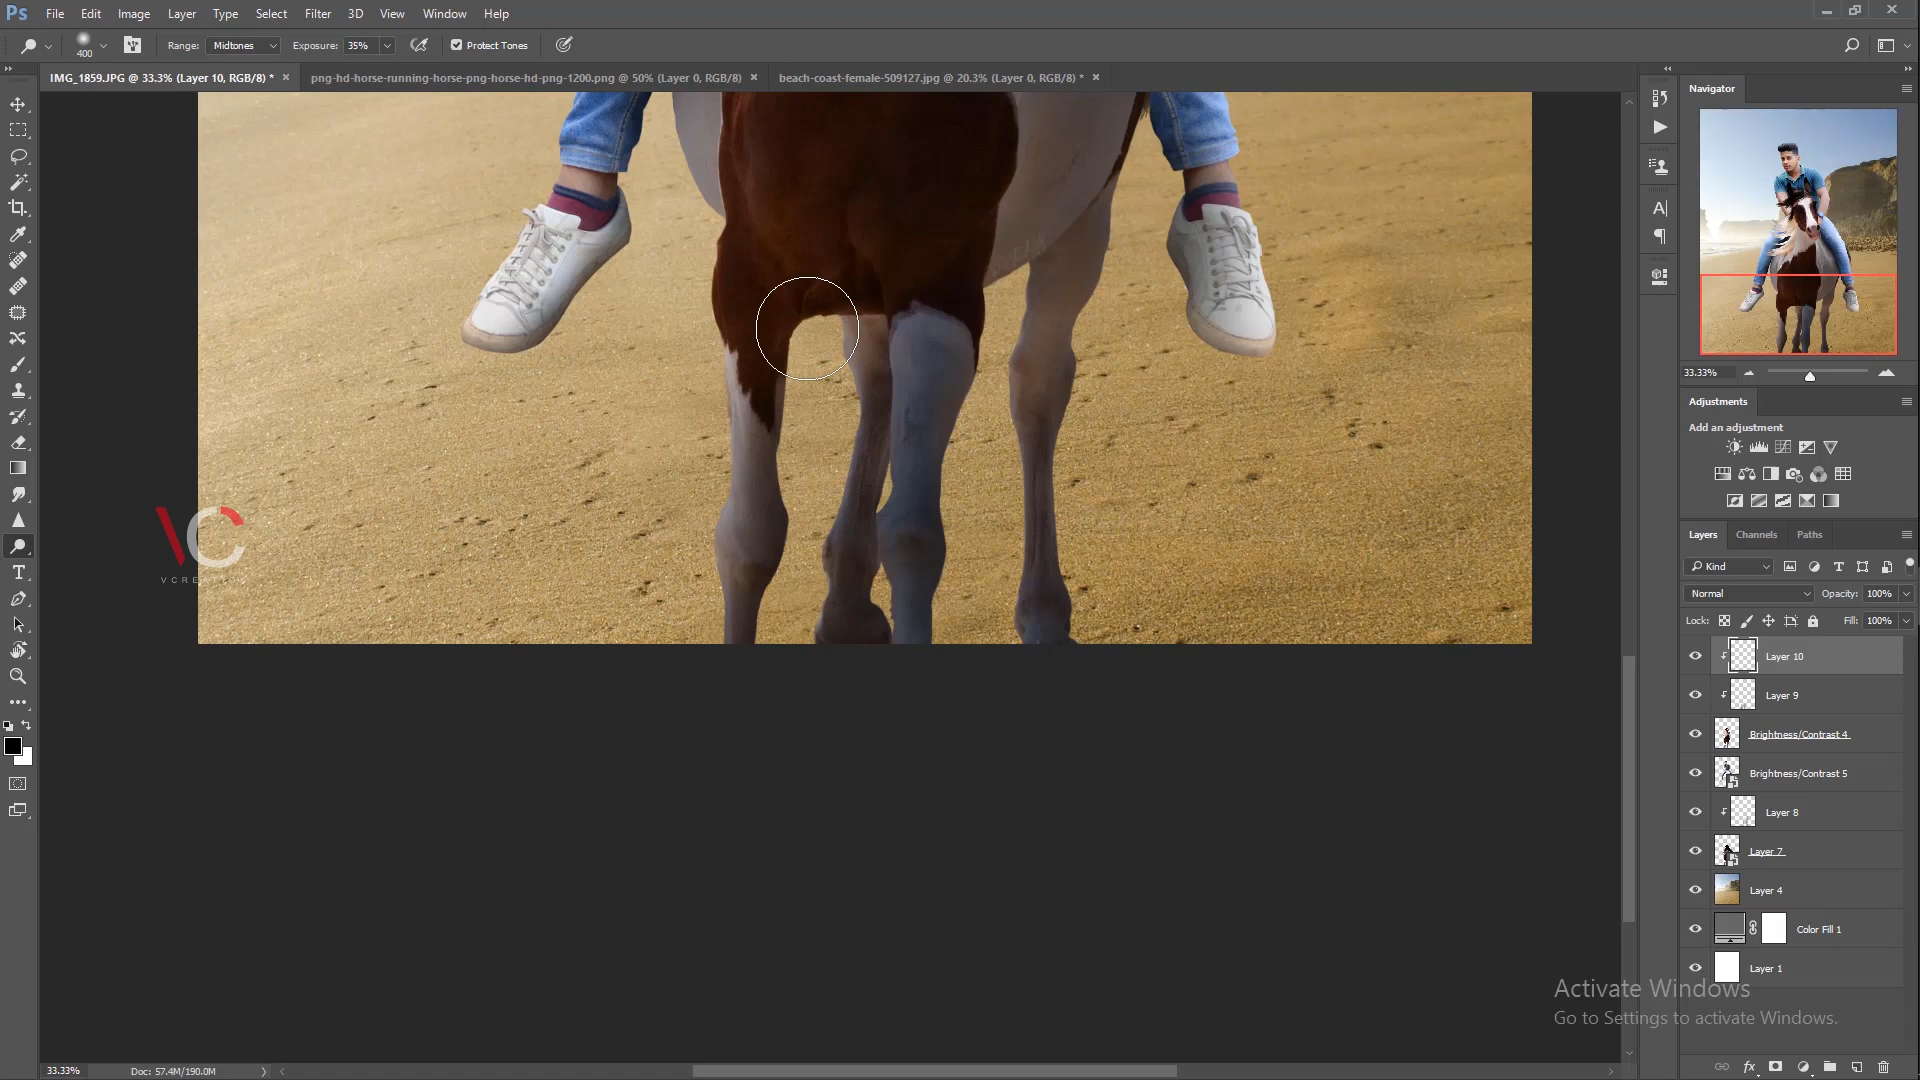 Ps File Edit Image Layer Type Select Filter 3D View Window Help
400 Range: Midtones Exposure: 35% Protect Tones
IMG_1859.JPG @ 33.3% (Layer 10, RGB/8) * × png-hd-horse-running-horse-png-horse-hd-png-1200.png @ 50% (Layer 0, RGB/8) × beach-coast-female-509127.jpg @ 20.3% (Layer 0, RGB/8) * ×
Navigator
33.33%
Adjustments
Add an adjustment
Layers Channels Paths
Kind
Normal Opacity: 100%
Lock: Fill: 100%
Layer 10
Layer 9
Brightness/Contrast 4
Brightness/Contrast 5
Layer 8
Layer 7
Layer 4
Color Fill 1
Layer 1
VC
VCREATION
Activate Windows
Go to Settings to activate Windows.
33.33% Doc: 57.4M/190.0M